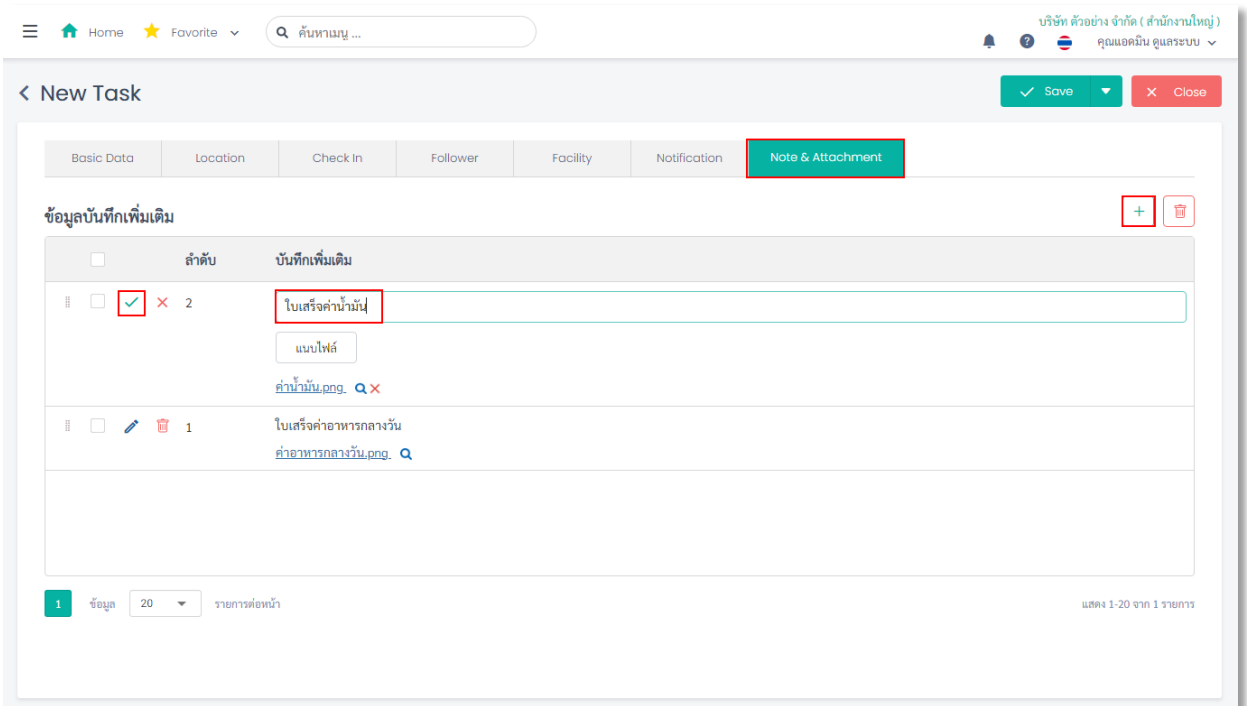 บริษัท ตัวอย่าง จำกัด ( สำนักงานใหญ่ )
Home Favorite ค้นหาเมนู ... คุณแอดมิน ดูแลระบบ
New Task Save Close
Basic Data Location Check In Follower Facility Notification Note & Attachment
ข้อมูลบันทึกเพิ่มเติม
ลำดับ บันทึกเพิ่มเติม
2 ใบเสร็จค่าน้ำมัน
แนบไฟล์
ค่าน้ำมัน.png
1 ใบเสร็จค่าอาหารกลางวัน
ค่าอาหารกลางวัน.png
1 ข้อมูล 20 รายการต่อหน้า แสดง 1-20 จาก 1 รายการ